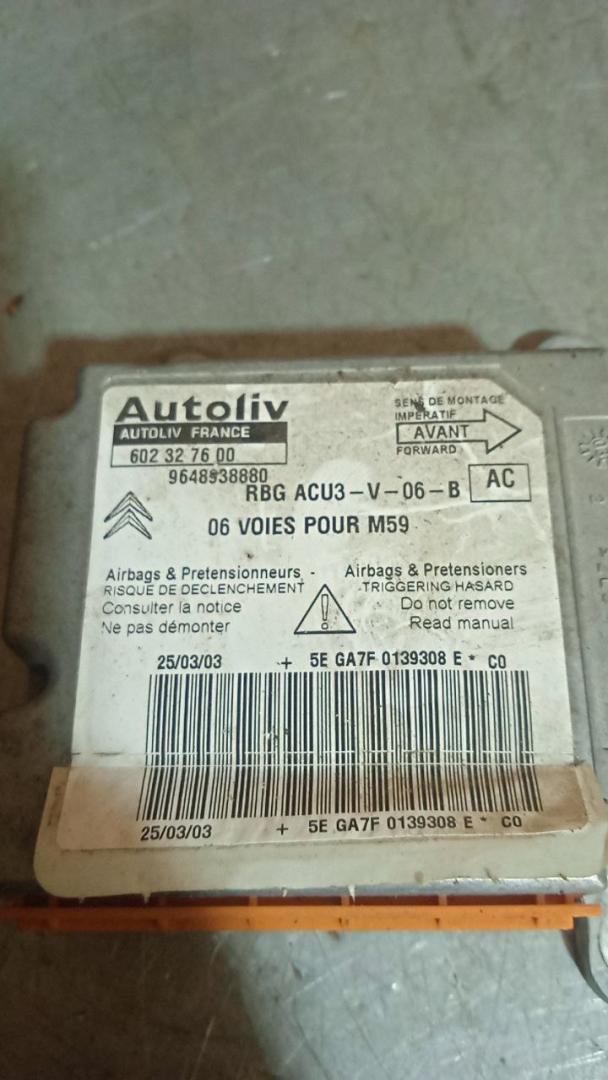 Autoliv
AUTOLIV FRANCE
602 32 76 00
9648938880
SENS DE MONTAGE
IMPERATIF
AVANT
FORWARD
RBG ACU3-V-06-B
AC
06 VOIES POUR M59
Airbags & Pretensionneurs -
RISQUE DE DECLENCHEMENT
Consulter la notice
Ne pas démonter
Airbags & Pretensioners
TRIGGERING HASARD
Do not remove
Read manual
25/03/03 + 5E GA7F 0139308 E * C0
25/03/03 + 5E GA7F 0139308 E * C0